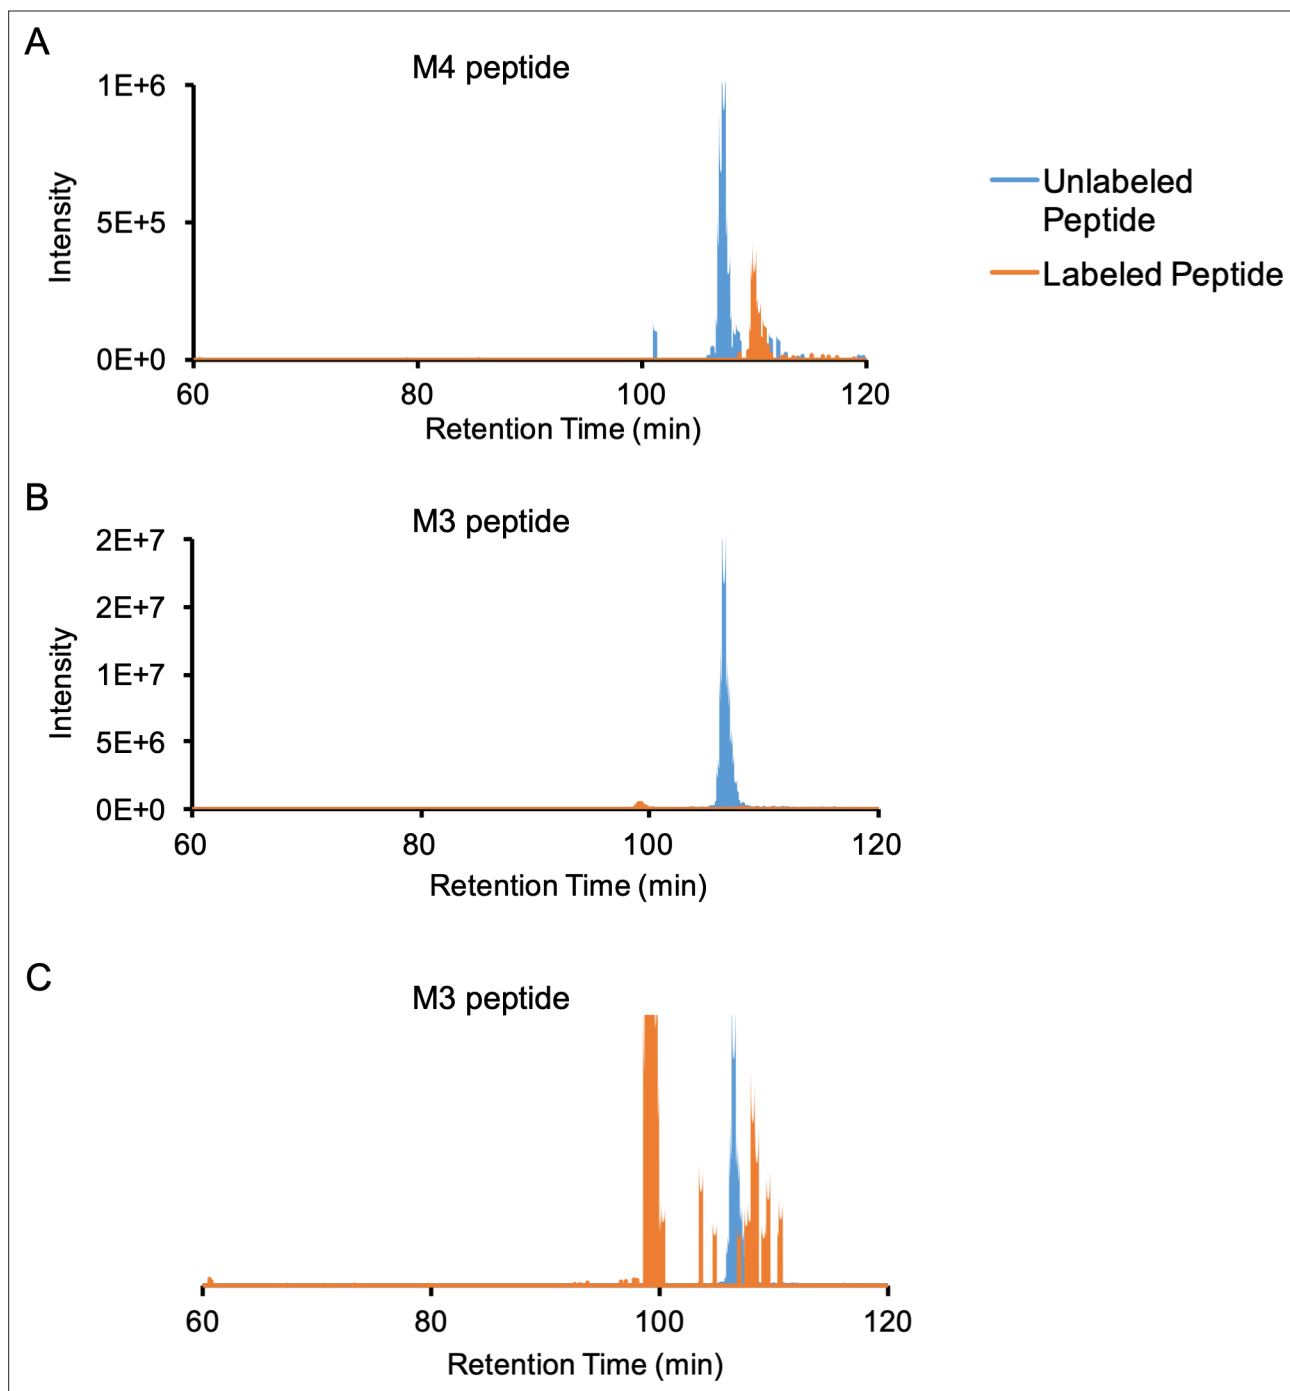 A
M4 peptide
1E+6
5E+5
0E+0
Intensity
60 80 100 120
Retention Time (min)
Unlabeled
Peptide
Labeled Peptide
B
M3 peptide
2E+7
2E+7
1E+7
5E+6
0E+0
Intensity
60 80 100 120
Retention Time (min)
C
M3 peptide
60 80 100 120
Retention Time (min)